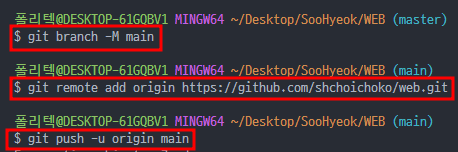 폴리텍@DESKTOP-61GQBV1 MINGW64 ~/Desktop/SooHyeok/WEB (master)
$ git branch -M main
폴리텍@DESKTOP-61GQBV1 MINGW64 ~/Desktop/SooHyeok/WEB (main)
$ git remote add origin https://github.com/shchoichoko/web.git
폴리텍@DESKTOP-61GQBV1 MINGW64 ~/Desktop/SooHyeok/WEB (main)
$ git push -u origin main